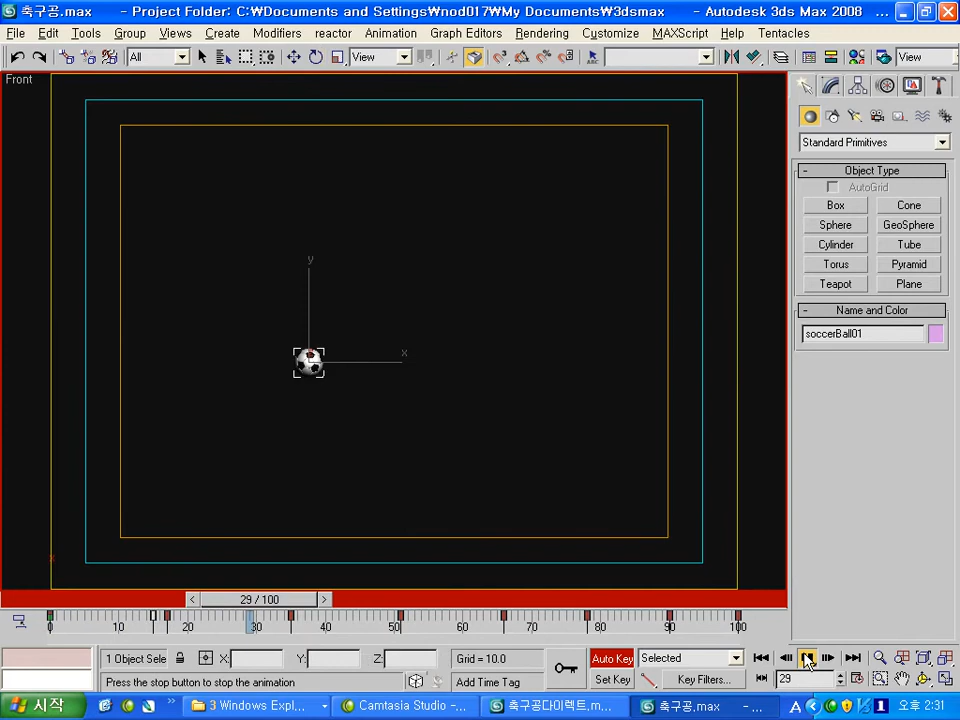 축구공.max - Project Folder: C:₩Documents and Settings₩nod017₩My Documents₩3dsmax - Autodesk 3ds Max 2008 ...
File Edit Tools Group Views Create Modifiers reactor Animation Graph Editors Rendering Customize MAXScript Help Tentacles
All View View
Front
Standard Primitives
- Object Type
AutoGrid
Box Cone
Sphere GeoSphere
Cylinder Tube
Torus Pyramid
Teapot Plane
- Name and Color
soccerBall01
y
x
x
< 29 / 100 >
0 10 20 30 40 50 60 70 80 90 100
1 Object Sele X: Y: Z: Grid = 10.0 Auto Key Selected
Press the stop button to stop the animation Add Time Tag Set Key Key Filters... 29
시작 3 Windows Expl... Camtasia Studio -... 축구공다이렉트.m... 축구공.max - ... A 오후 2:31